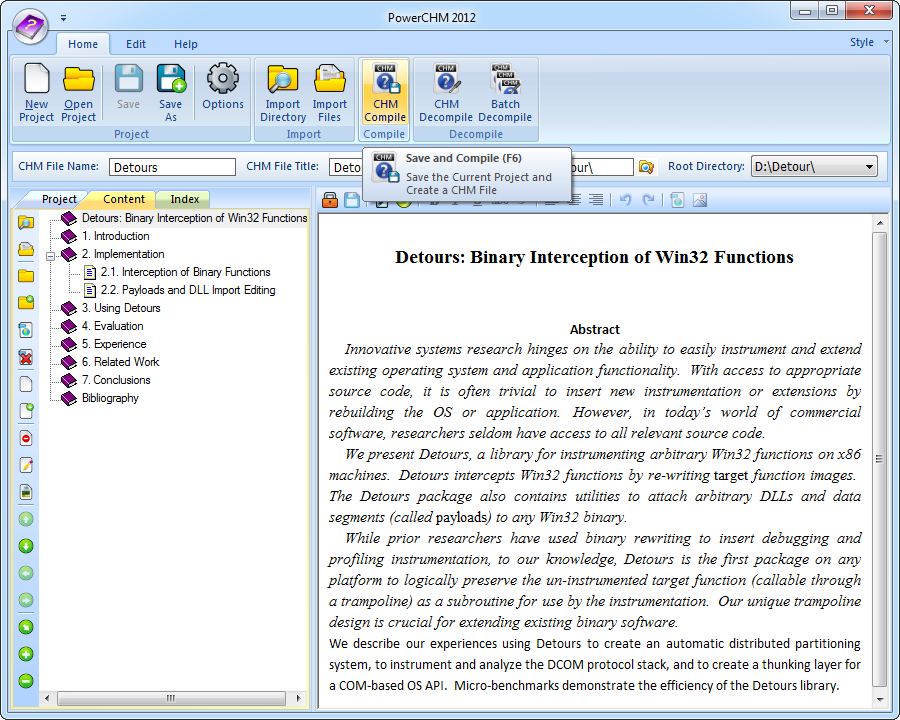 PowerCHM 2012
Home Edit Help Style
New Project
Open Project
Save
Save As
Options
Import Directory
Import Files
CHM Compile
CHM Decompile
Batch Decompile
Project Import Compile Decompile
CHM File Name: Detours CHM File Title: Root Directory: D:\Detour\
Save and Compile (F6)
Save the Current Project and
Create a CHM File
Project Content Index
Detours: Binary Interception of Win32 Functions
1. Introduction
2. Implementation
2.1. Interception of Binary Functions
2.2. Payloads and DLL Import Editing
3. Using Detours
4. Evaluation
5. Experience
6. Related Work
7. Conclusions
Bibliography
Detours: Binary Interception of Win32 Functions
Abstract
Innovative systems research hinges on the ability to easily instrument and extend
existing operating system and application functionality. With access to appropriate
source code, it is often trivial to insert new instrumentation or extensions by
rebuilding the OS or application. However, in today's world of commercial
software, researchers seldom have access to all relevant source code.
We present Detours, a library for instrumenting arbitrary Win32 functions on x86
machines. Detours intercepts Win32 functions by re-writing target function images.
The Detours package also contains utilities to attach arbitrary DLLs and data
segments (called payloads) to any Win32 binary.
While prior researchers have used binary rewriting to insert debugging and
profiling instrumentation, to our knowledge, Detours is the first package on any
platform to logically preserve the un-instrumented target function (callable through
a trampoline) as a subroutine for use by the instrumentation. Our unique trampoline
design is crucial for extending existing binary software.
We describe our experiences using Detours to create an automatic distributed partitioning
system, to instrument and analyze the DCOM protocol stack, and to create a thunking layer for
a COM-based OS API. Micro-benchmarks demonstrate the efficiency of the Detours library.